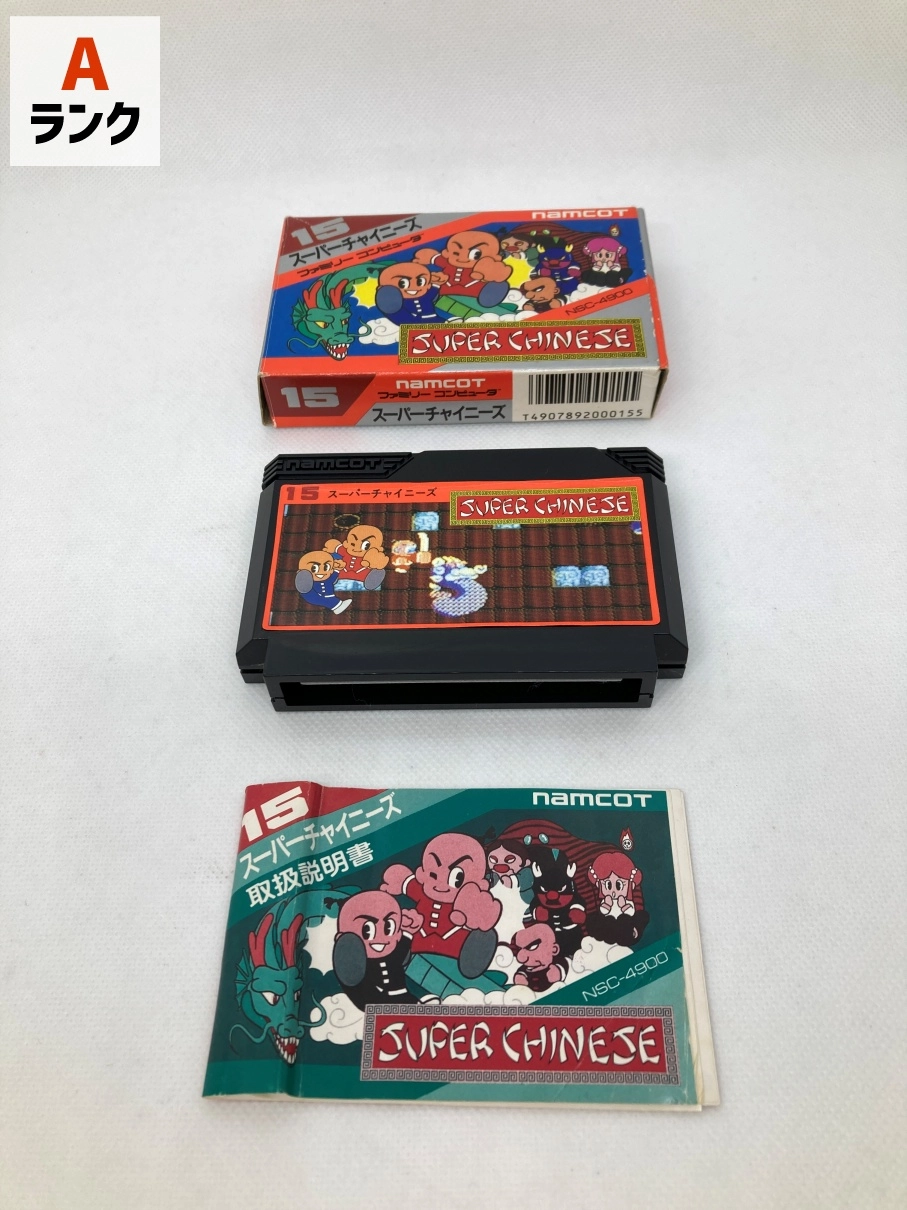 A
ランク
namcot
15
スーパーチャイニーズ
ファミリー コンピュータ
NSC-4900
SUPER CHINESE
15
namcot
ファミリー コンピュータ
スーパーチャイニーズ
T4907892000155
namcot
15 スーパーチャイニーズ
SUPER CHINESE
15
namcot
スーパーチャイニーズ
取扱説明書
NSC-4900
SUPER CHINESE